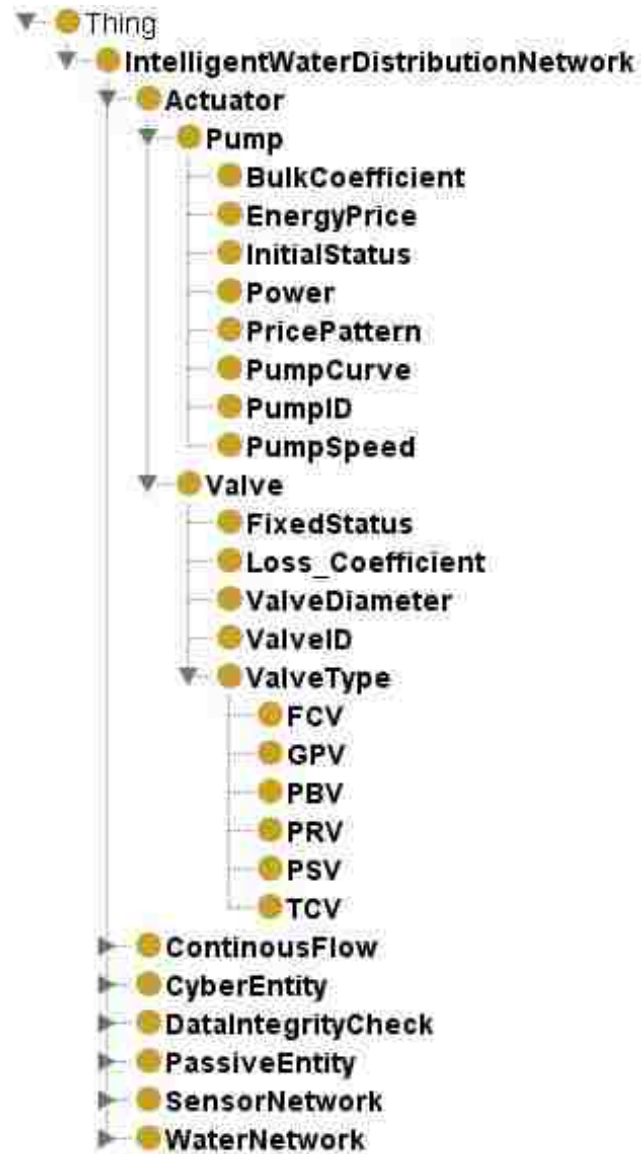 Thing
IntelligentWaterDistributionNetwork
Actuator
Pump
BulkCoefficient
EnergyPrice
InitialStatus
Power
PricePattern
PumpCurve
PumpID
PumpSpeed
Valve
FixedStatus
Loss_Coefficient
ValveDiameter
ValveID
ValveType
FCV
GPV
PBV
PRV
PSV
TCV
ContinousFlow
CyberEntity
DataIntegrityCheck
PassiveEntity
SensorNetwork
WaterNetwork